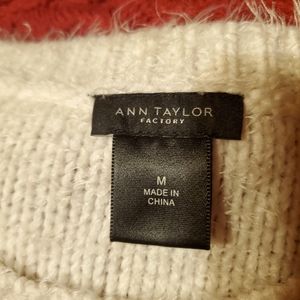 ANN TAYLOR
FACTORY
M
MADE IN
CHINA